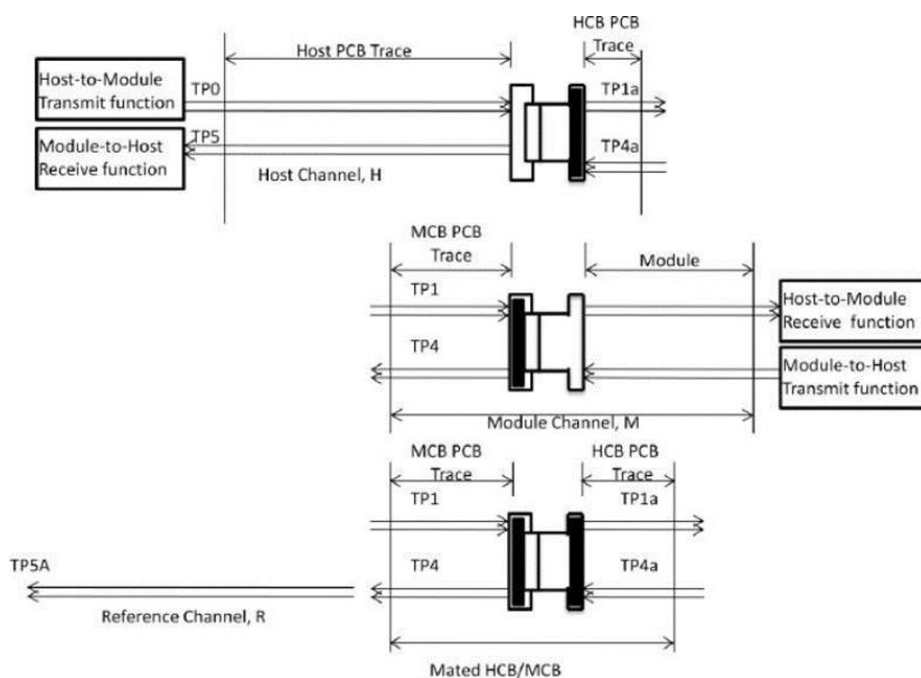 HCB PCB
Trace
Host PCB Trace
Host-to-Module
Transmit function
TP0
TP1a
Module-to-Host
Receive function
TP5
TP4a
Host Channel, H
MCB PCB
Trace
Module
TP1
Host-to-Module
Receive function
TP4
Module-to-Host
Transmit function
Module Channel, M
MCB PCB
Trace
HCB PCB
Trace
TP1
TP1a
TP5A
TP4
TP4a
Reference Channel, R
Mated HCB/MCB